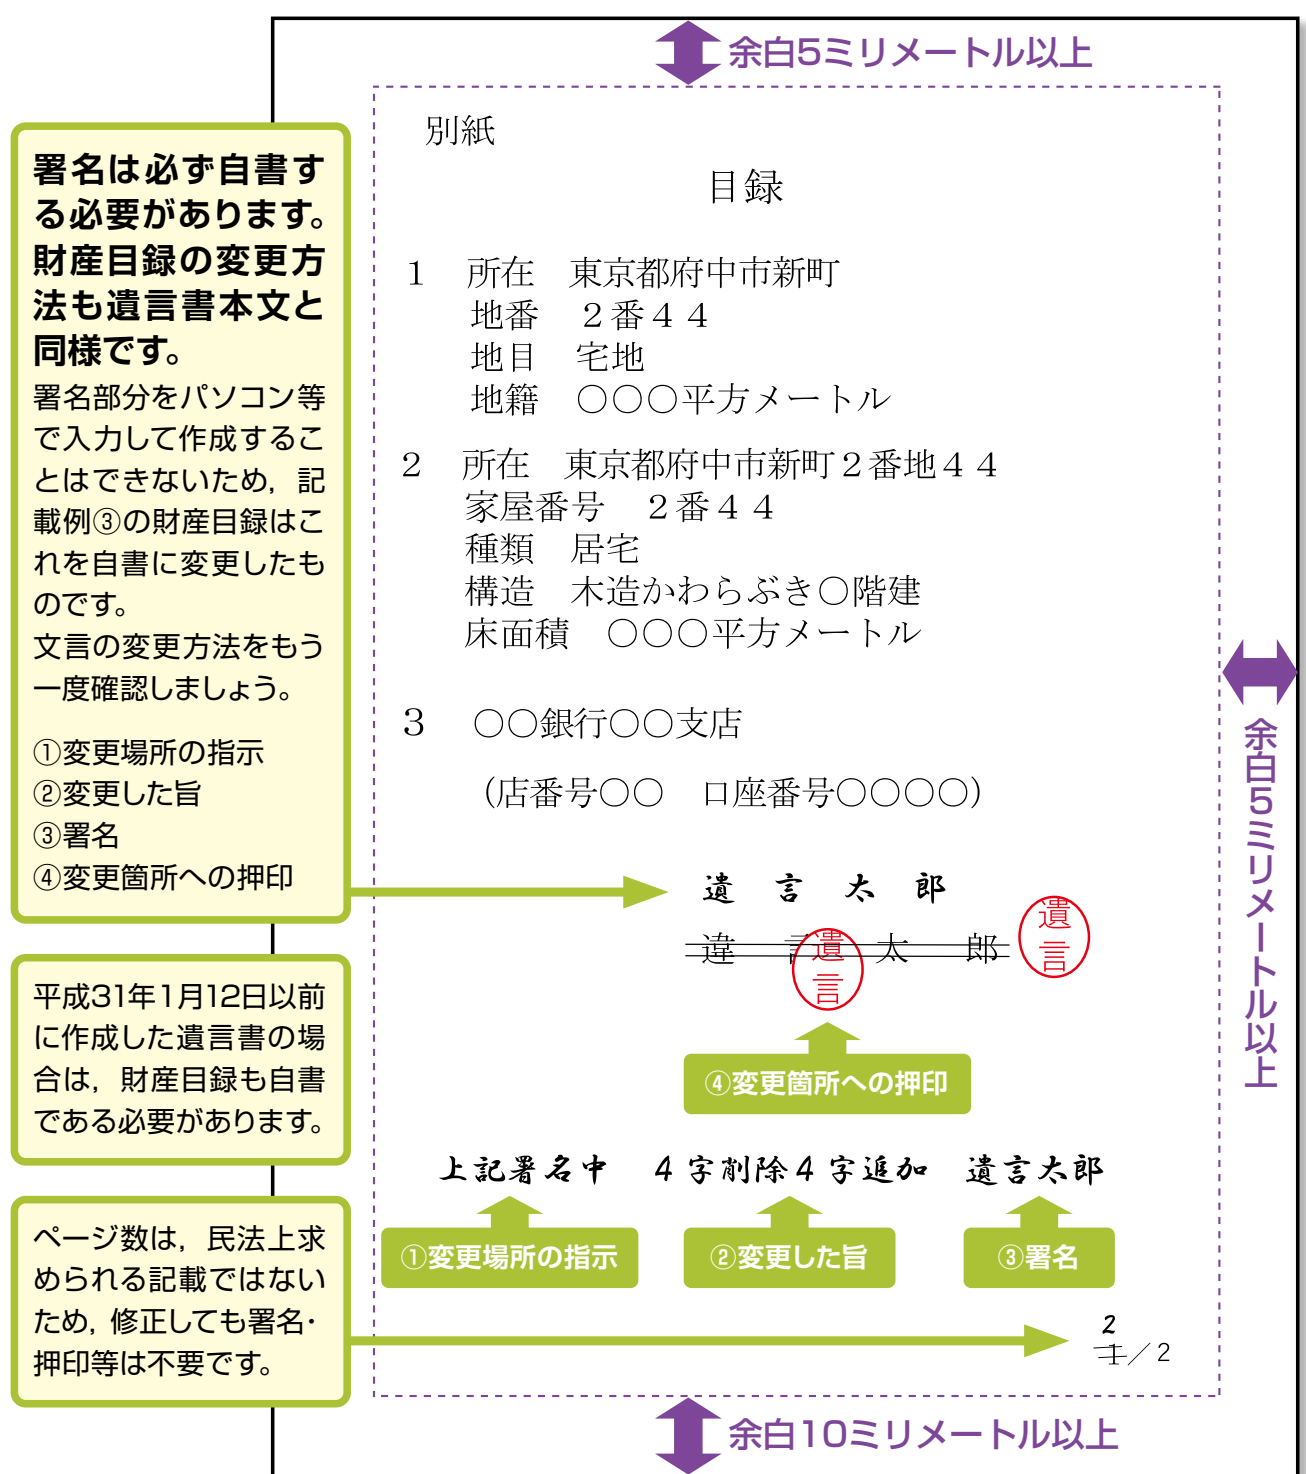 余白5ミリメートル以上
別紙
目録
1 所在 東京都府中市新町
地番 2番44
地目 宅地
地籍 ○○○平方メートル
2 所在 東京都府中市新町2番地44
家屋番号 2番44
種類 居宅
構造 木造かわらぶき○階建
床面積 ○○○平方メートル
3 ○○銀行○○支店
(店番号○○ 口座番号○○○○)
遺言太郎
違言太郎
遺言
遺言
④変更箇所への押印
上記署名中 4字削除4字追加 遺言太郎
①変更場所の指示
②変更した旨
③署名
2
1/2
余白10ミリメートル以上
余白5ミリメートル以上
署名は必ず自書す
る必要があります。
財産目録の変更方
法も遺言書本文と
同様です。
署名部分をパソコン等
で入力して作成するこ
とはできないため,記
載例③の財産目録はこ
れを自書に変更したも
のです。
文言の変更方法をもう
一度確認しましょう。
①変更場所の指示
②変更した旨
③署名
④変更箇所への押印
平成31年1月12日以前
に作成した遺言書の場
合は,財産目録も自書
である必要があります。
ページ数は,民法上求
められる記載ではない
ため,修正しても署名・
押印等は不要です。